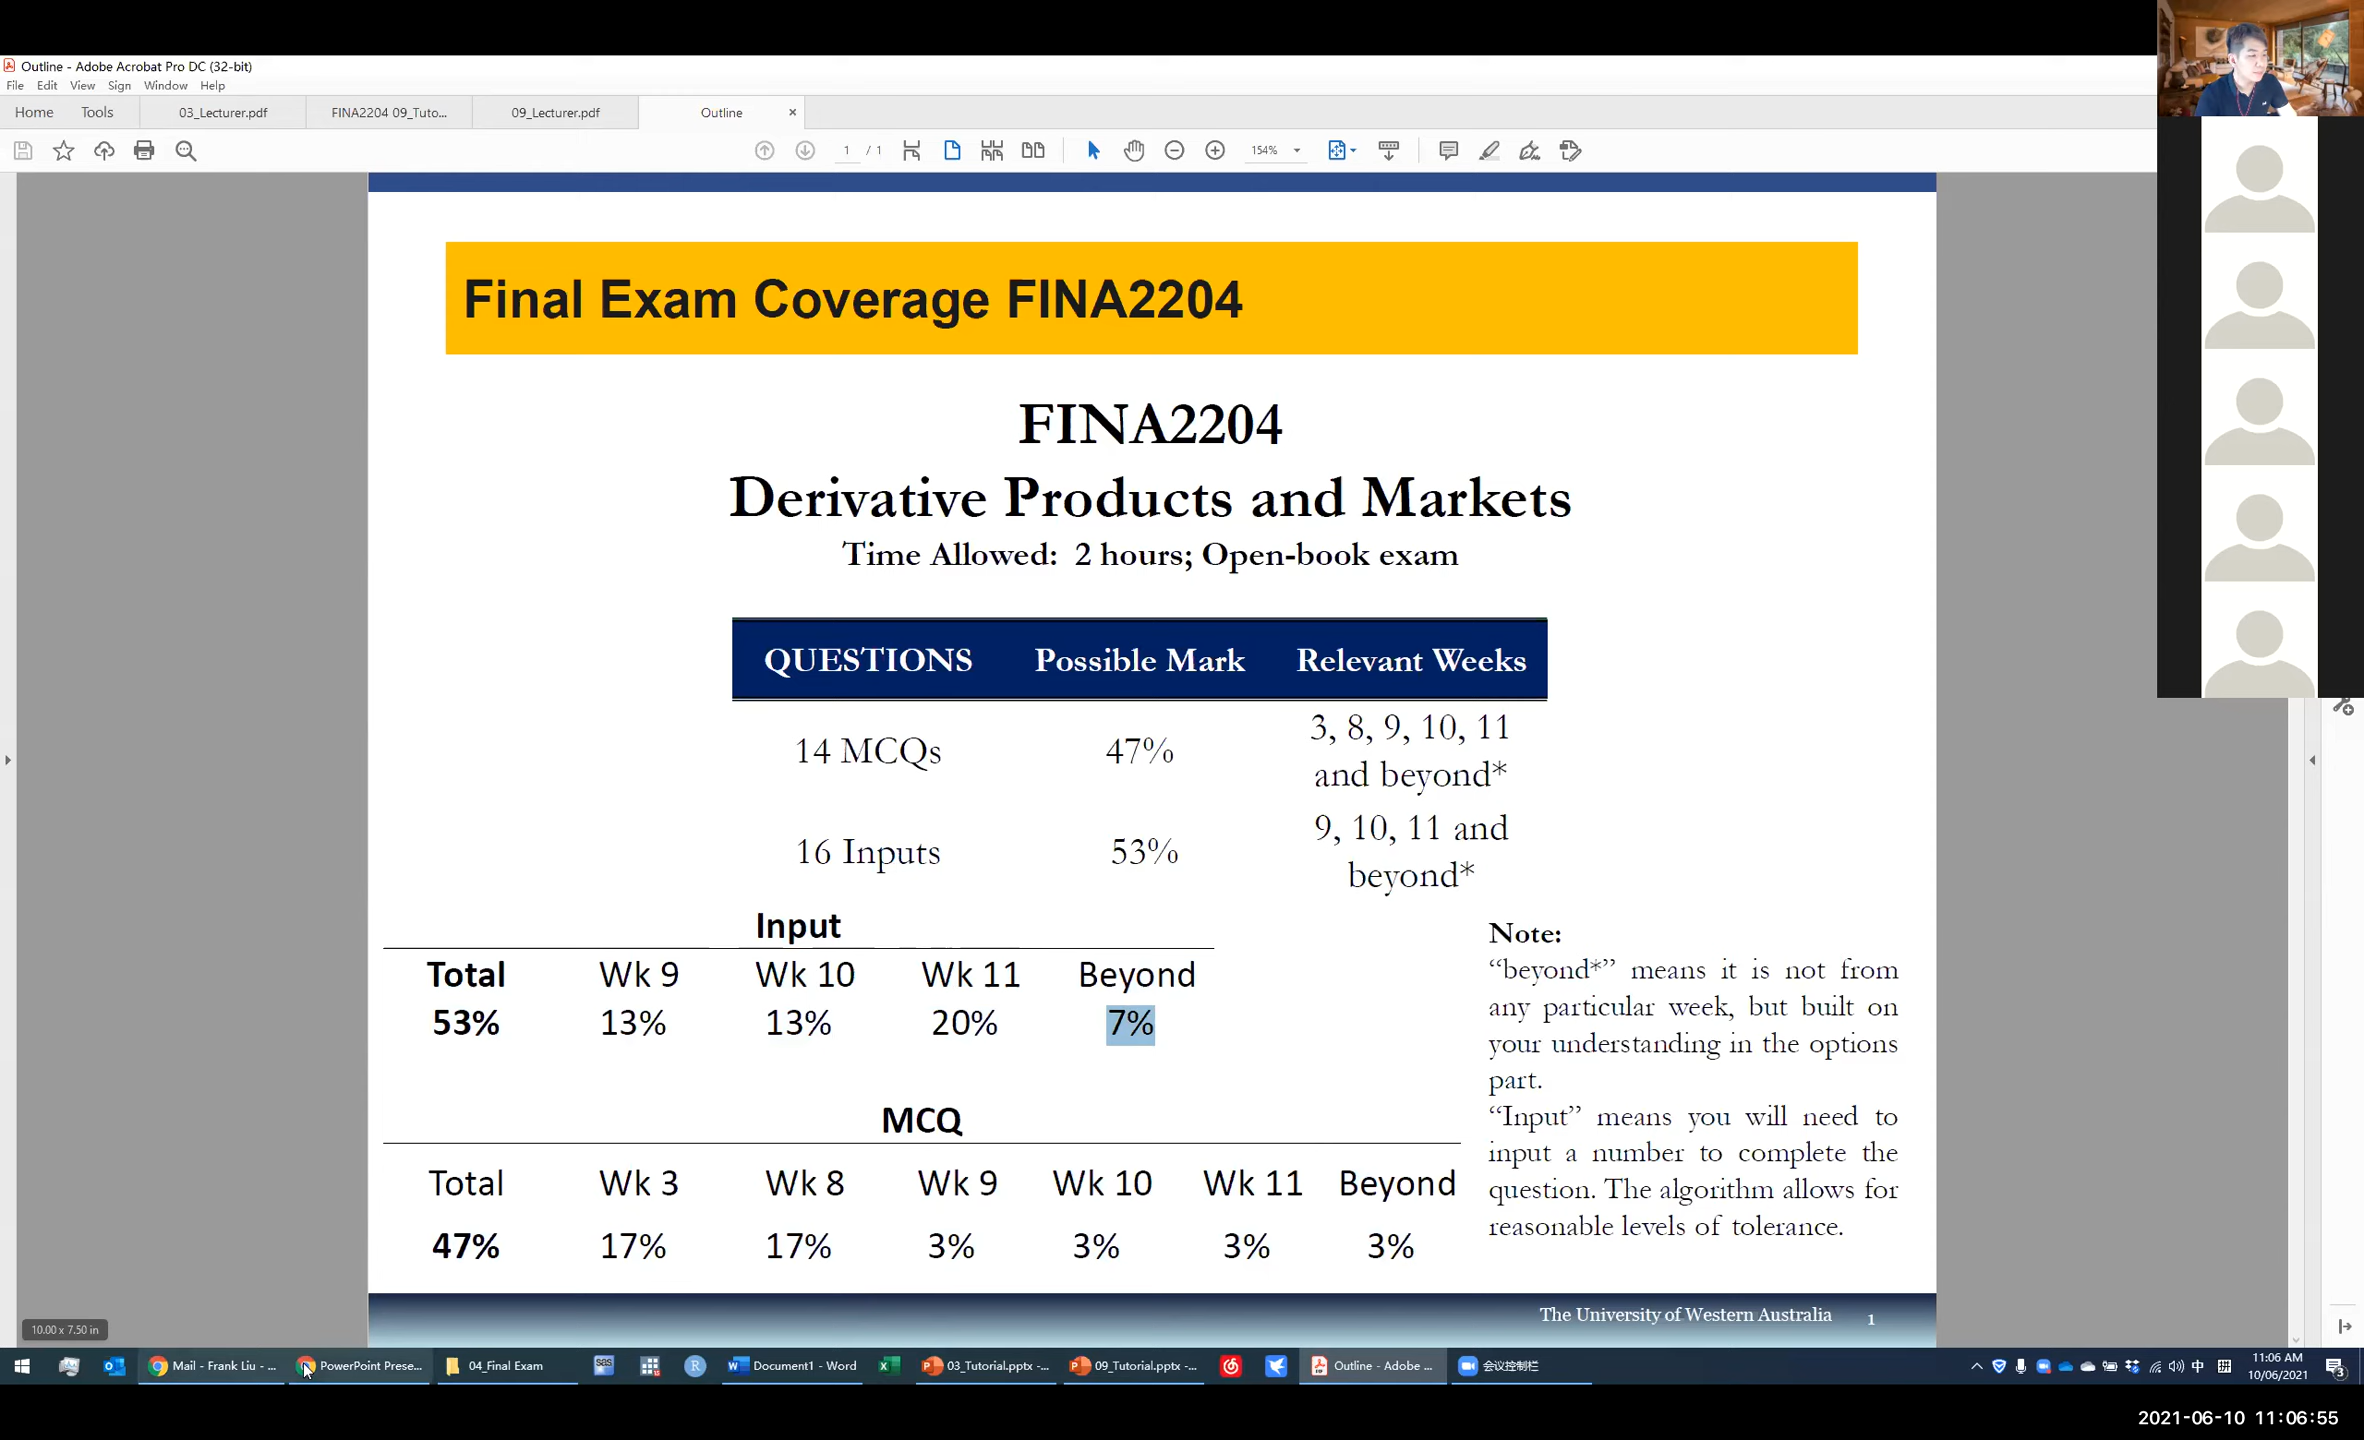 Outline - Adobe Acrobat Pro DC (32-bit)
File Edit View Sign Window Help
Home Tools 03_Lecturer.pdf FINA2204 09_Tuto... 09_Lecturer.pdf Outline ×
1 / 1 154%
Final Exam Coverage FINA2204
FINA2204
Derivative Products and Markets
Time Allowed: 2 hours; Open-book exam
QUESTIONS Possible Mark Relevant Weeks
14 MCQs 47% 3, 8, 9, 10, 11
and beyond*
16 Inputs 53% 9, 10, 11 and
beyond*
Input
Total Wk 9 Wk 10 Wk 11 Beyond
53% 13% 13% 20% 7%
MCQ
Total Wk 3 Wk 8 Wk 9 Wk 10 Wk 11 Beyond
47% 17% 17% 3% 3% 3% 3%
Note:
“beyond*” means it is not from
any particular week, but built on
your understanding in the options
part.
“Input” means you will need to
input a number to complete the
question. The algorithm allows for
reasonable levels of tolerance.
The University of Western Australia 1
10.00 x 7.50 in
Mail - Frank Liu - ... PowerPoint Prese... 04_Final Exam sas R Document1 - Word 03_Tutorial.pptx -... 09_Tutorial.pptx -... Outline - Adobe ... 会议控制栏 中 拼 11:06 AM
10/06/2021 3
2021-06-10 11:06:55